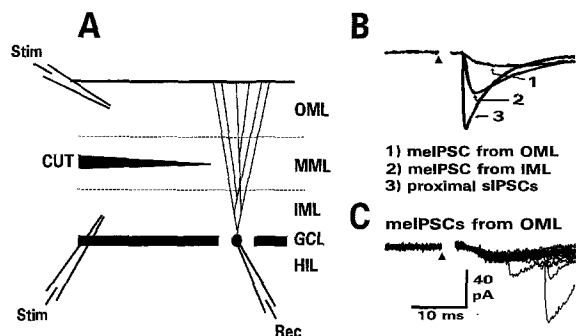 A
Stim
OML
CUT
MML
IML
GCL
HIL
Stim
Rec
B
1
2
3
1) meIPSC from OML
2) meIPSC from IML
3) proximal sIPSCs
C
meIPSCs from OML
40
pA
10 ms